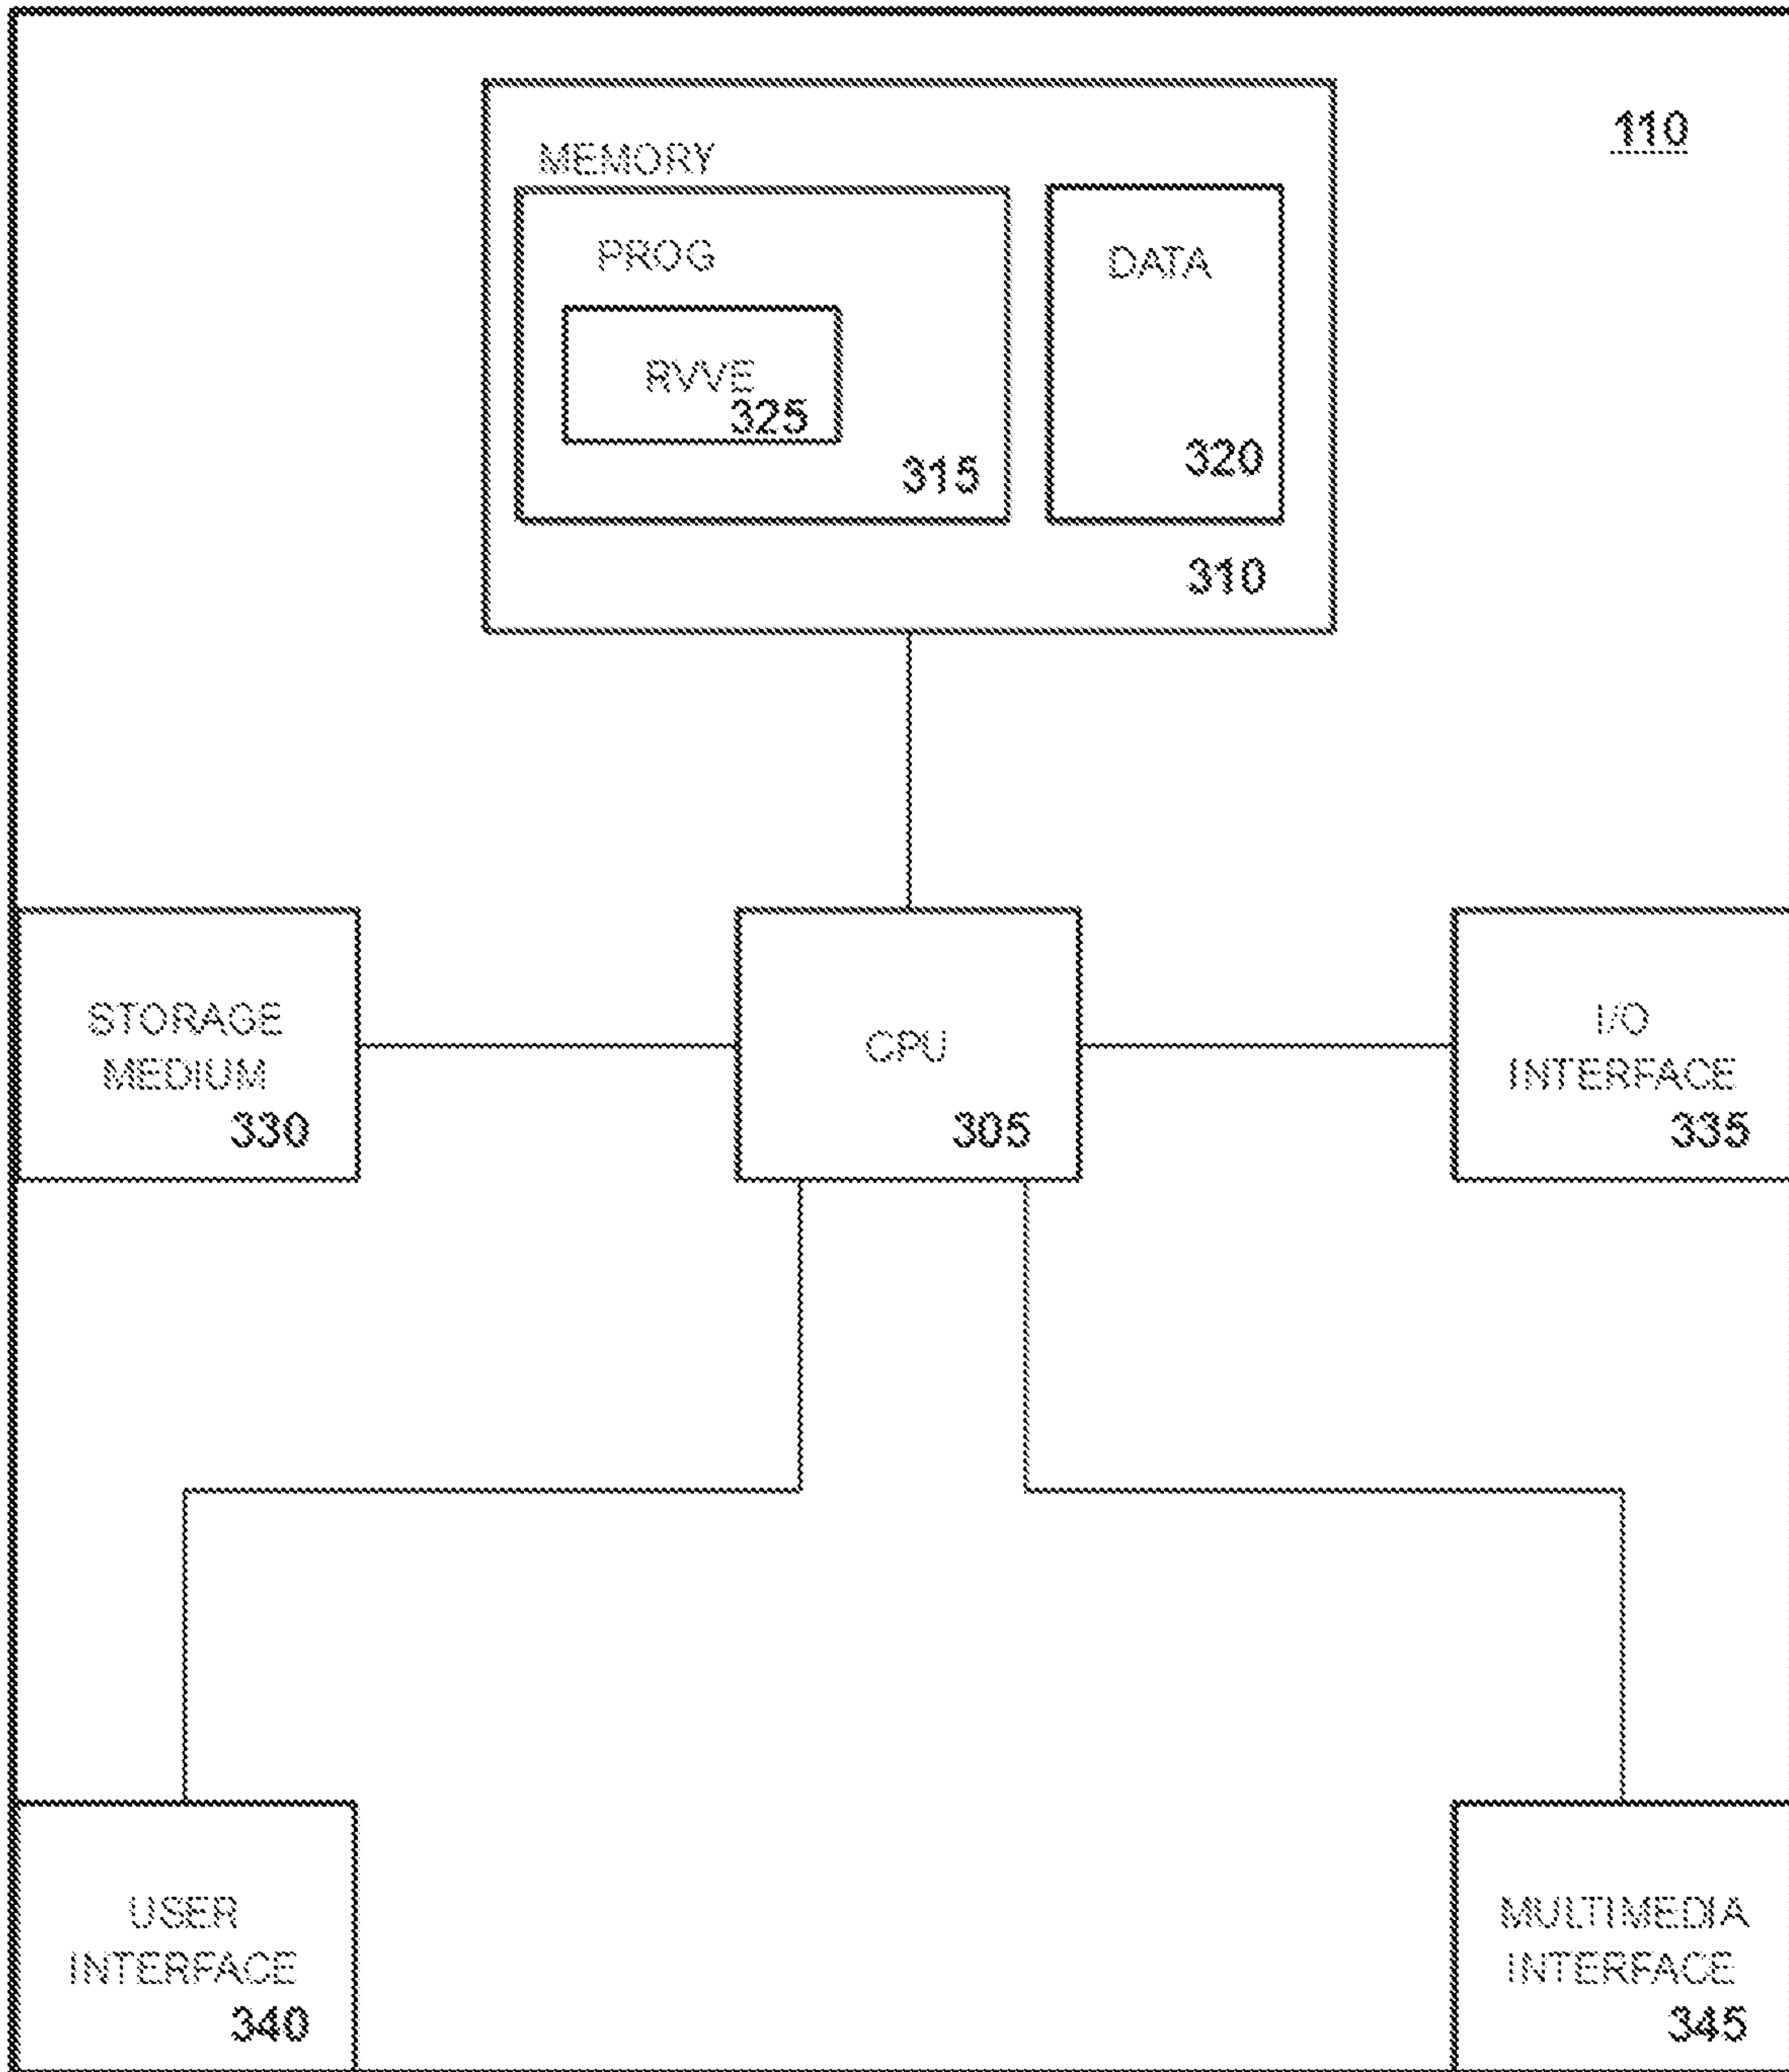 110
MEMORY
PROG
DATA
RVVE
325
320
315
310
STORAGE
MEDIUM
330
CPU
305
I/O
INTERFACE
335
USER
INTERFACE
340
MULTIMEDIA
INTERFACE
345